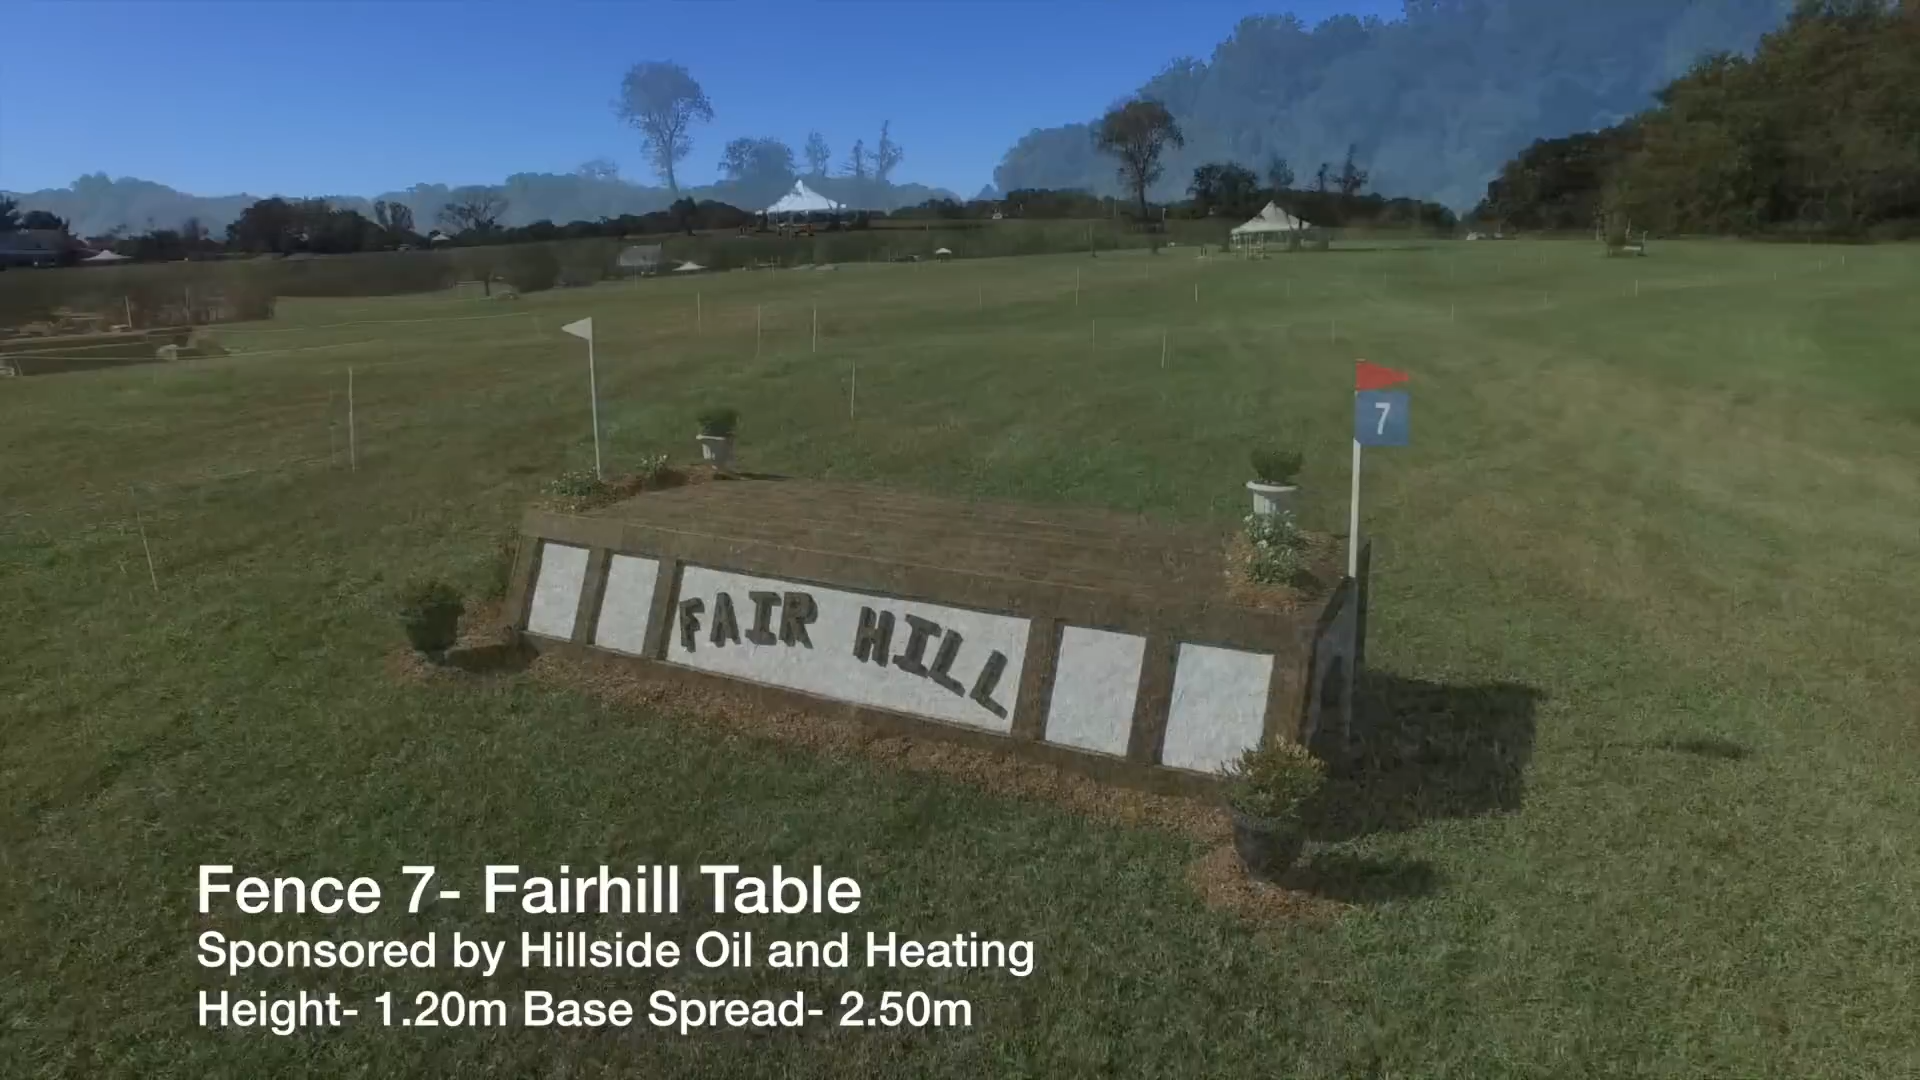 7
FAIR HILL
Fence 7- Fairhill Table
Sponsored by Hillside Oil and Heating
Height- 1.20m Base Spread- 2.50m